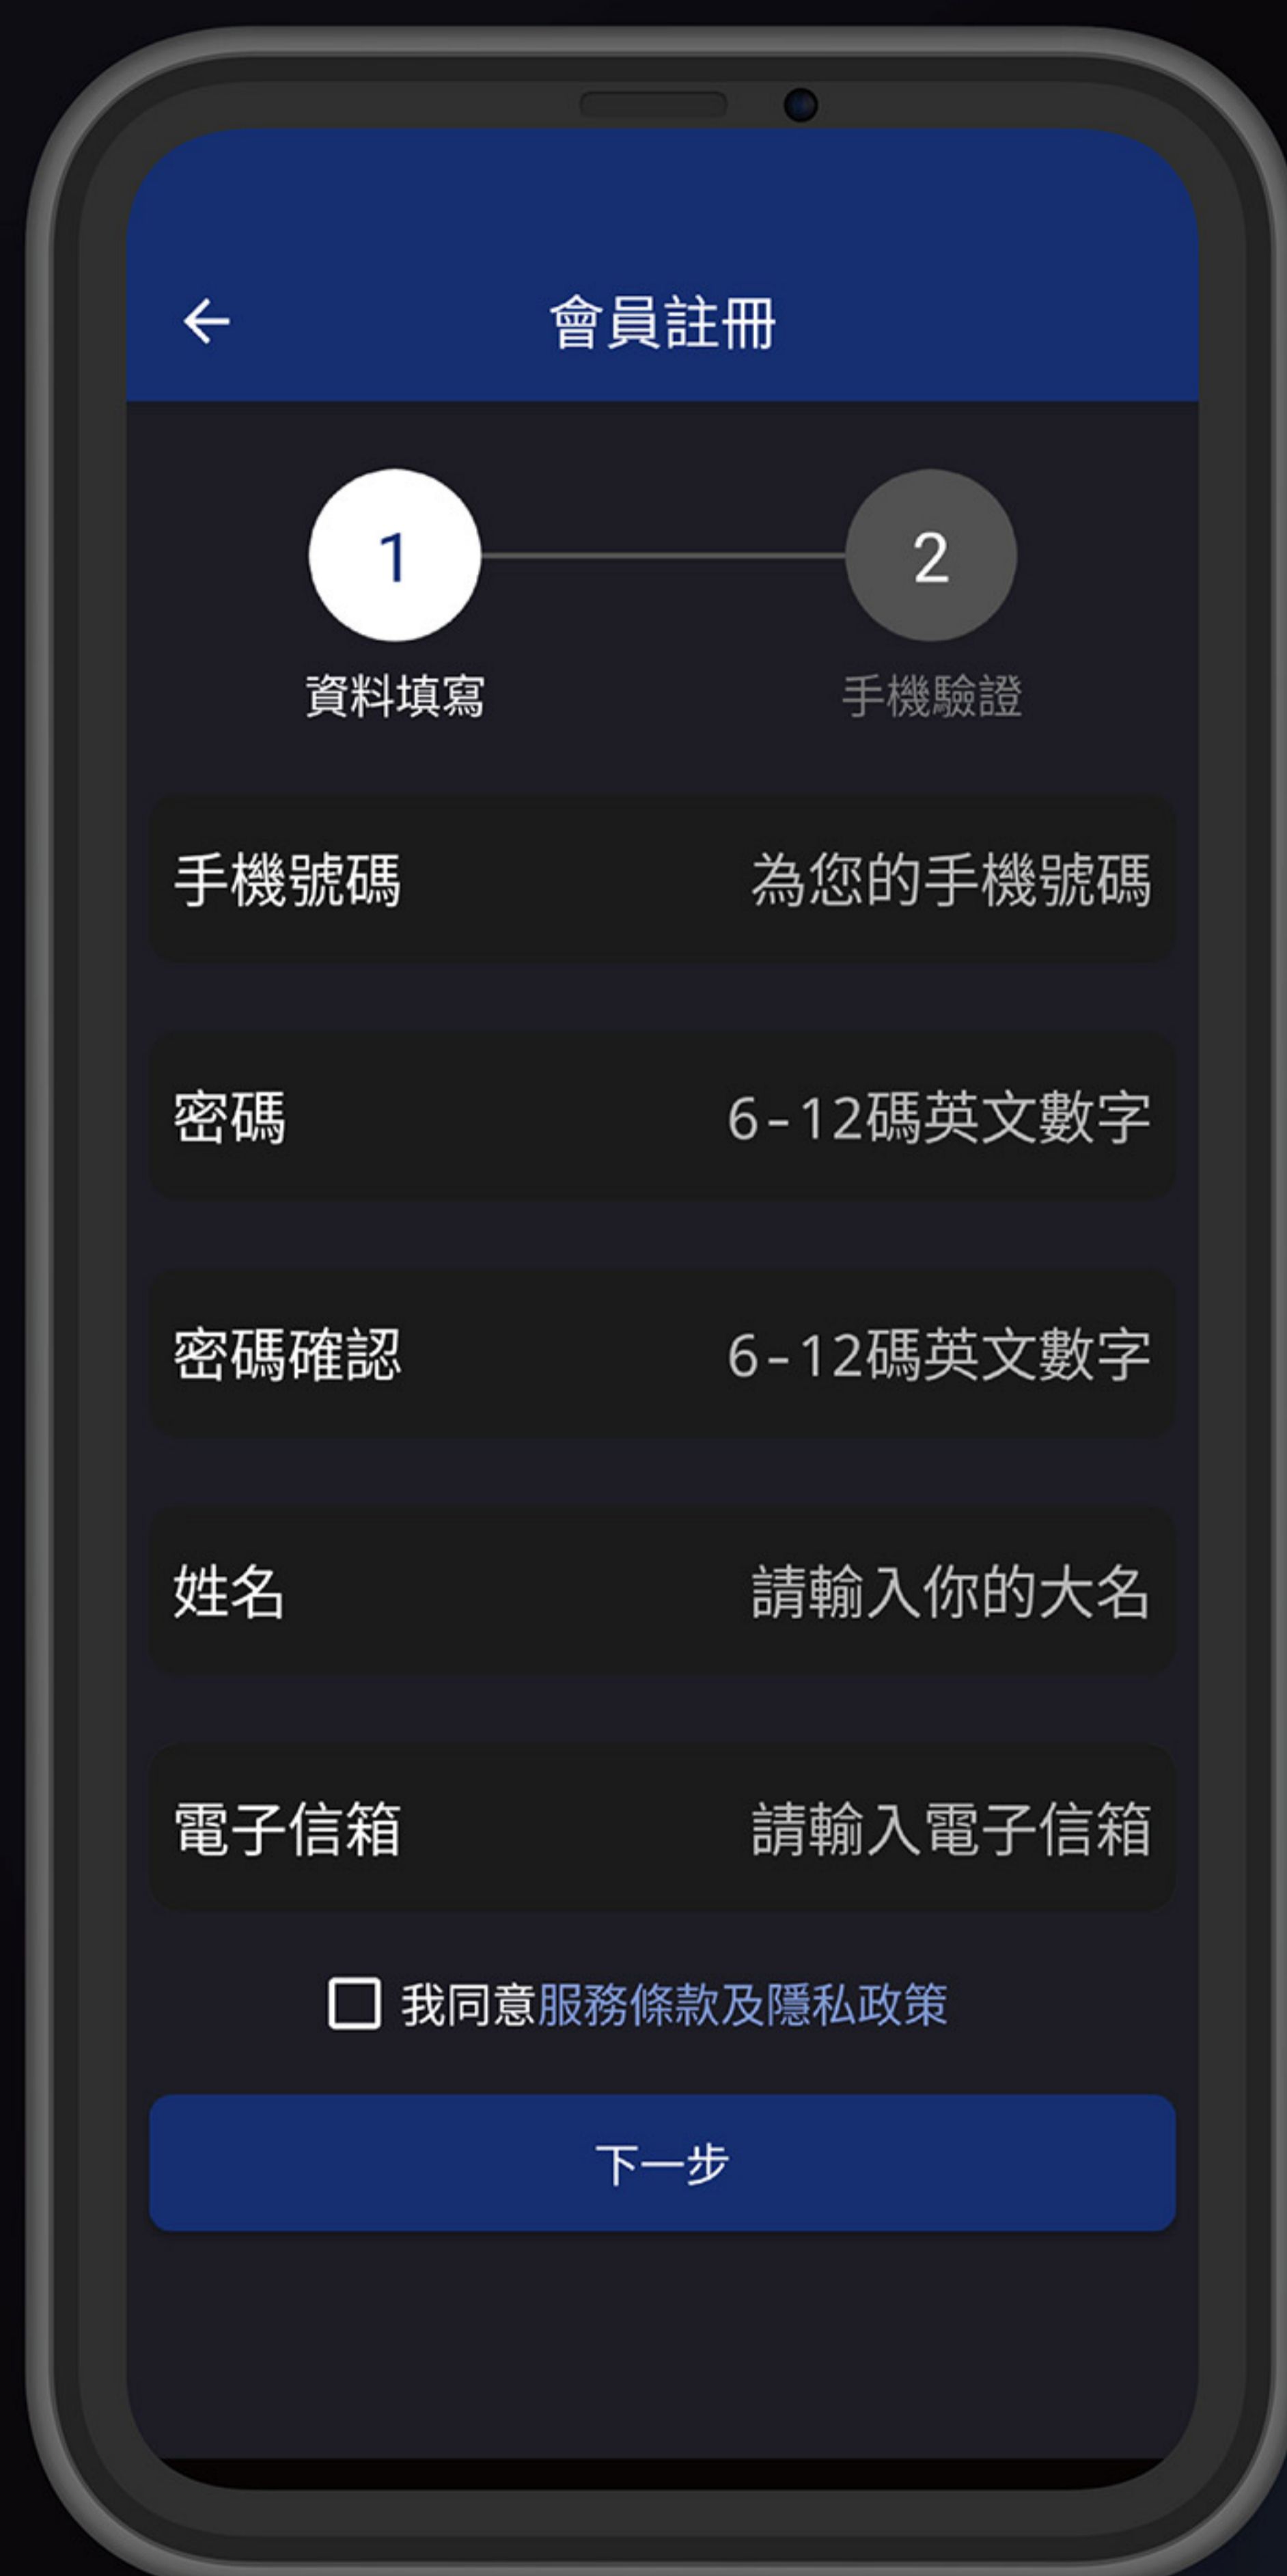 會員註冊
1
2
資料填寫
手機驗證
手機號碼 為您的手機號碼
密碼 6-12碼英文數字
密碼確認 6-12碼英文數字
姓名 請輸入你的大名
電子信箱 請輸入電子信箱
我同意服務條款及隱私政策
下一步